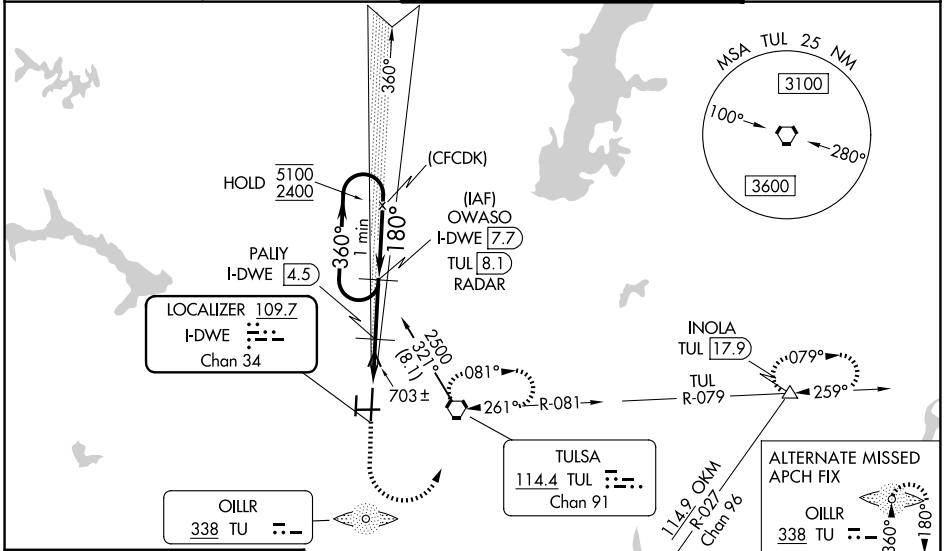 MSA TUL 25 NM
3100
100°
280°
3600
360°
(CFCDK)
HOLD 5100
2400
(IAF)
OWASO
I-DWE 7.7
TUL 8.1
RADAR
360°
1 min
180°
PALIY
I-DWE 4.5
LOCALIZER 109.7
I-DWE
Chan 34
2500
321°
(8.1)
703 ±
081°
261°
R-081
INOLA
TUL 17.9
079°
259°
TUL
R-079
TULSA
114.4 TUL
Chan 91
114.9 OKM
R-027
Chan 96
OILLR
338 TU
ALTERNATE MISSED
APCH FIX
OILLR
338 TU
360°
180°